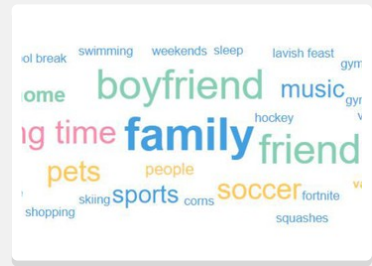 ol break swimming weekends sleep lavish feast
gym
ome boyfriend music
gyr
hockey
g time family friend
pets people
skiing sports coms soccer fortnite
shopping
squashes